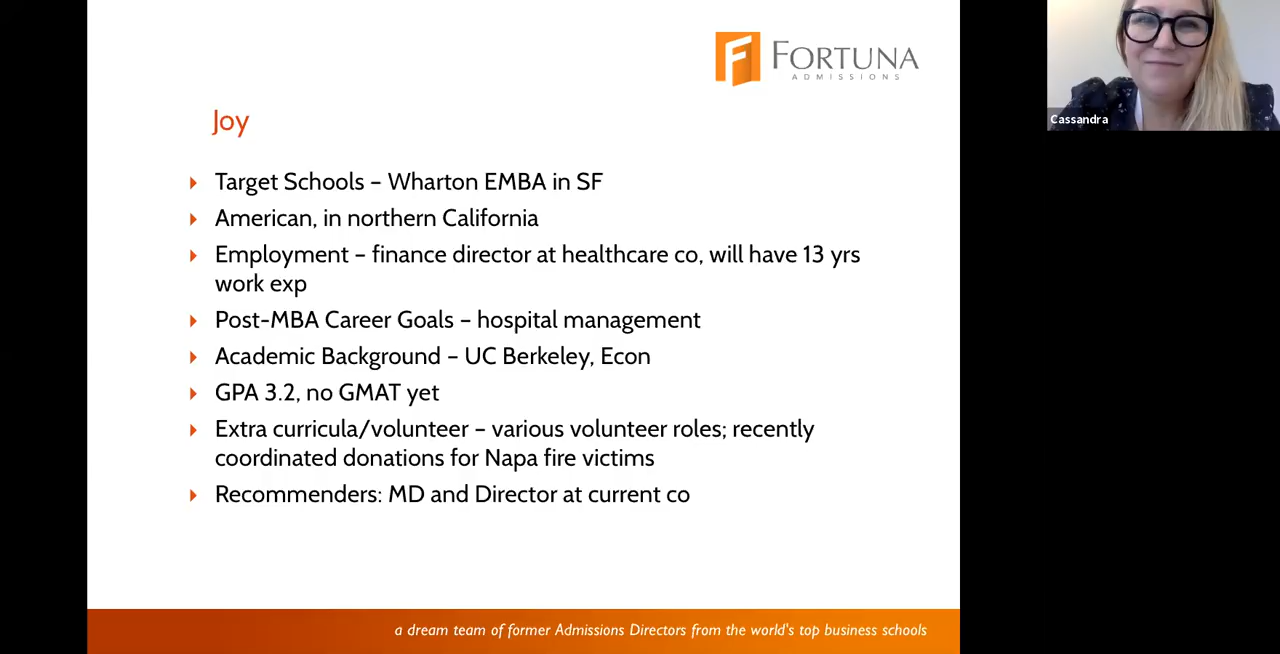 FORTUNA
ADMISSIONS
Cassandra
Joy
Target Schools – Wharton EMBA in SF
American, in northern California
Employment – finance director at healthcare co, will have 13 yrs
work exp
Post-MBA Career Goals – hospital management
Academic Background – UC Berkeley, Econ
GPA 3.2, no GMAT yet
Extra curricula/volunteer – various volunteer roles; recently
coordinated donations for Napa fire victims
Recommenders: MD and Director at current co
a dream team of former Admissions Directors from the world's top business schools